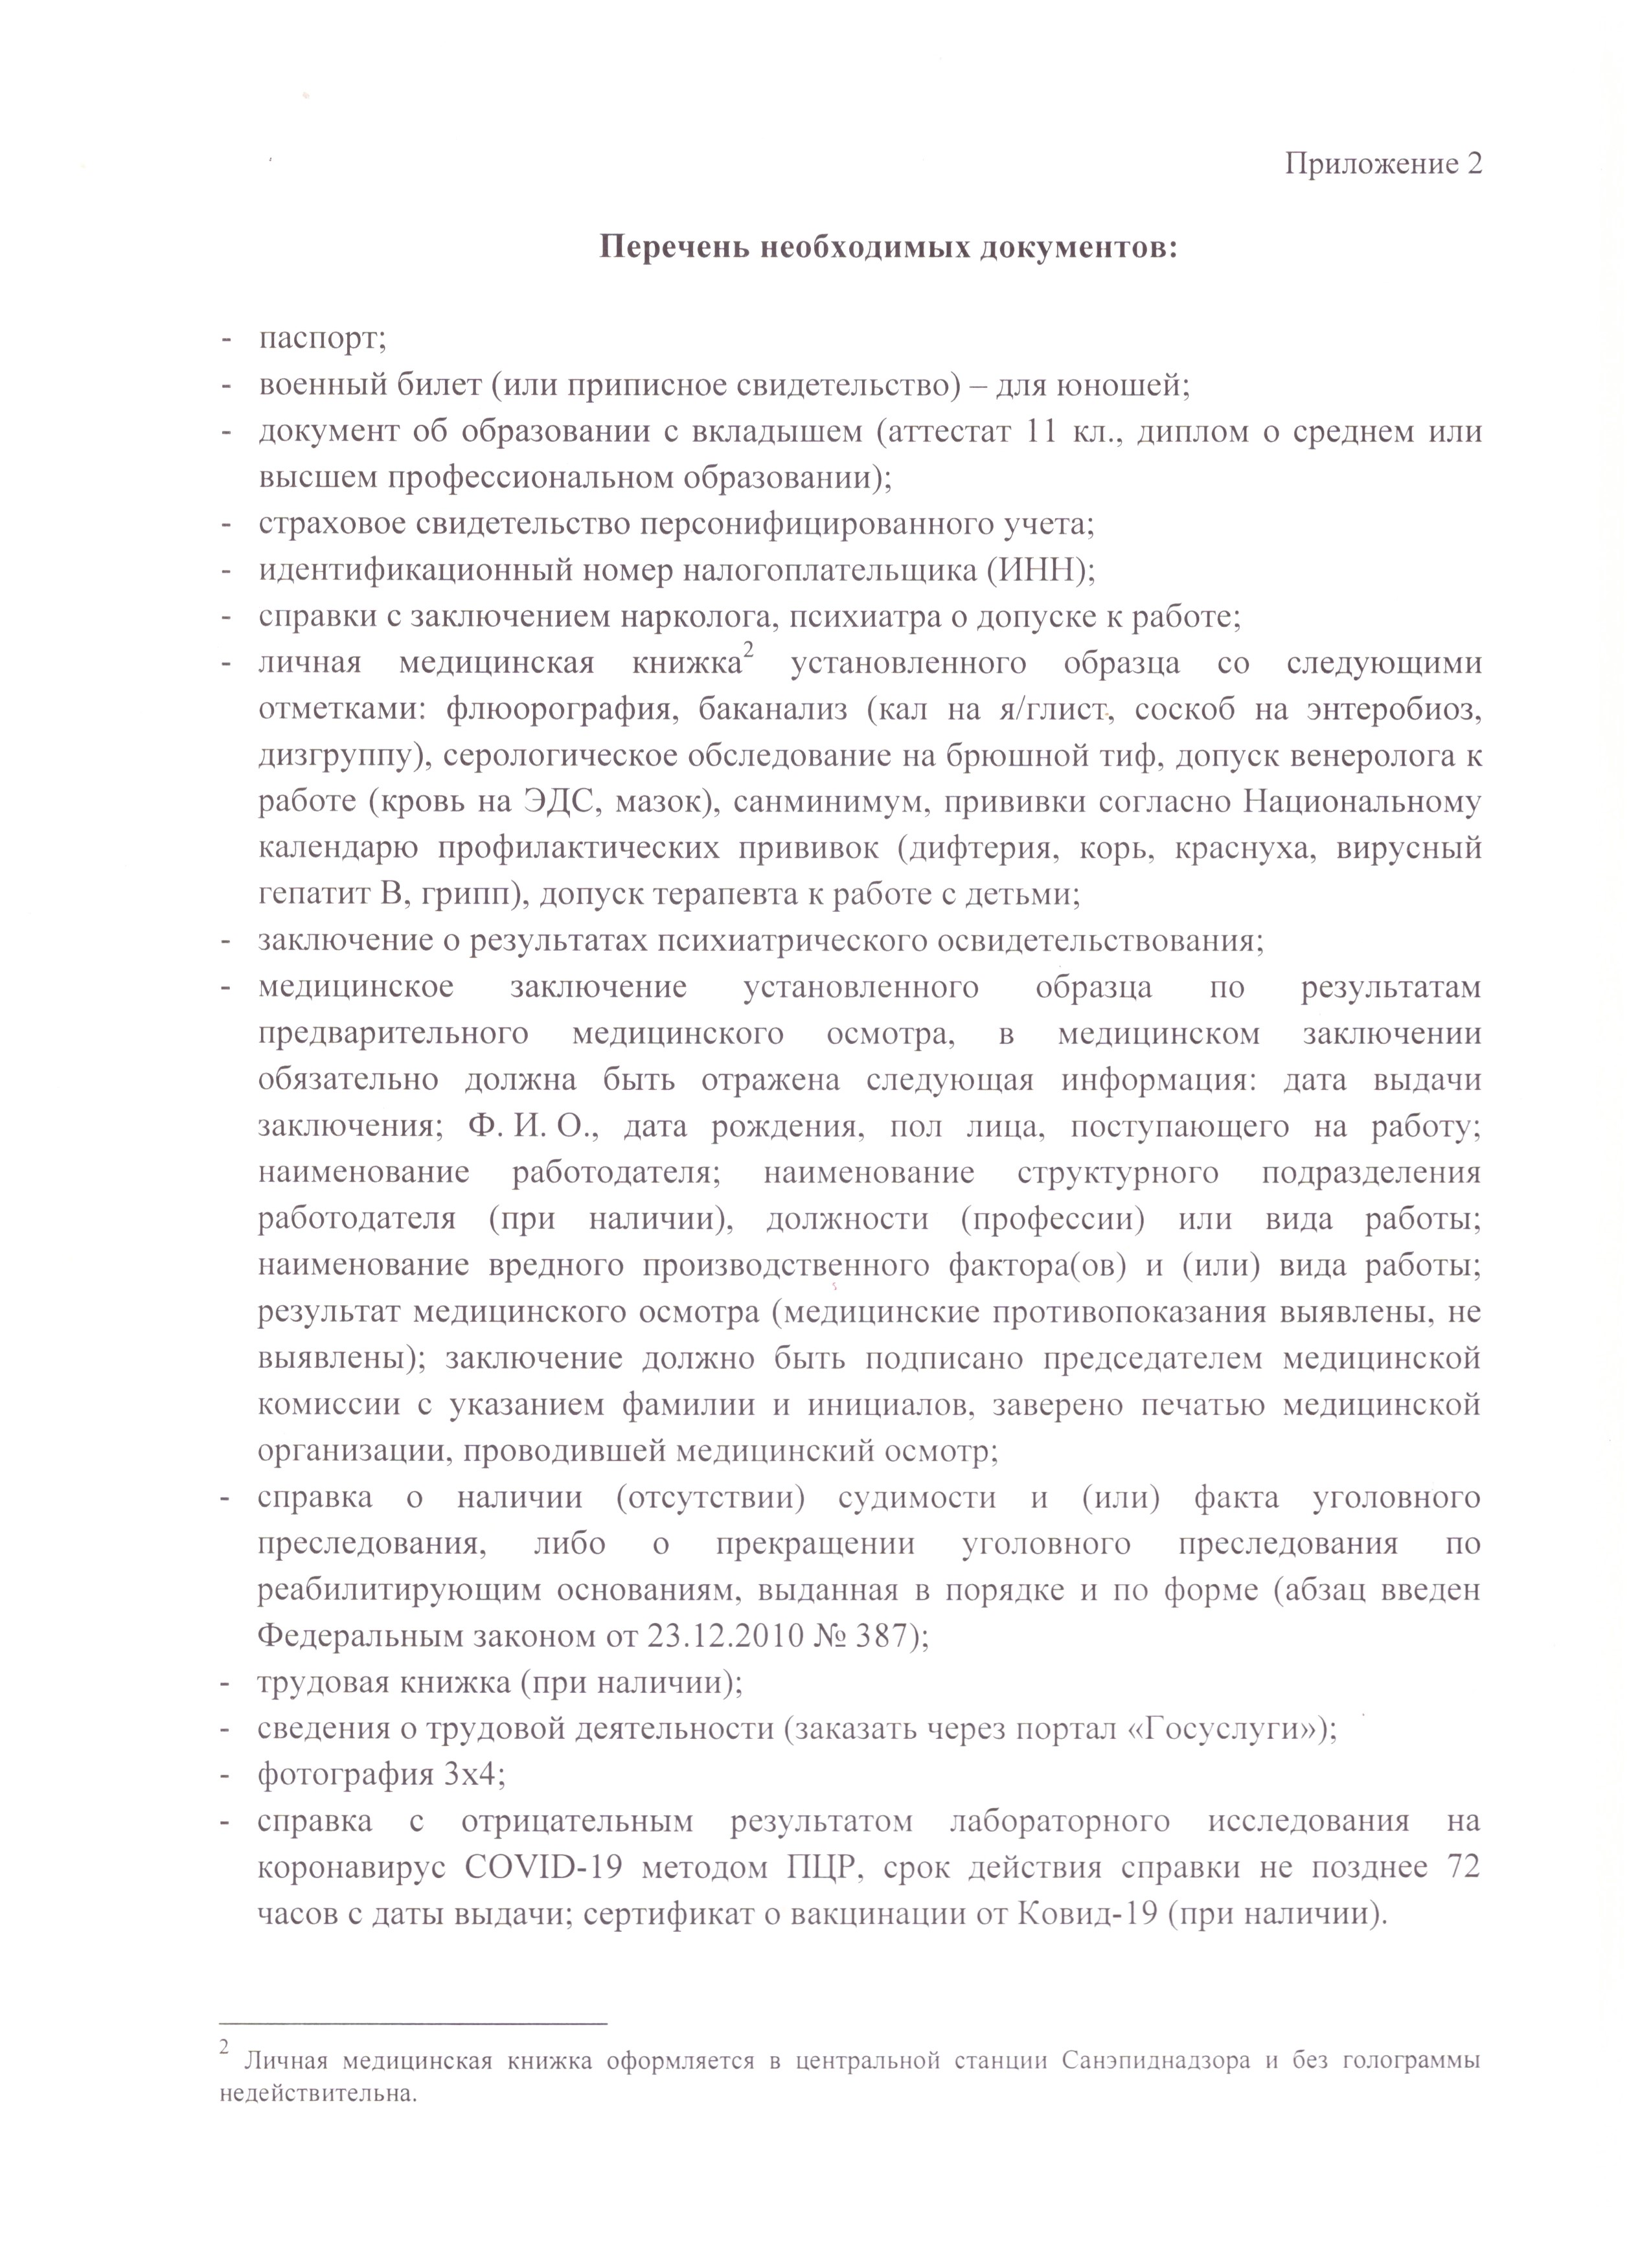 Приложение 2
Перечень необходимых документов:
- паспорт;
- военный билет (или приписное свидетельство) – для юношей;
- документ об образовании с вкладышем (аттестат 11 кл., диплом о среднем или
высшем профессиональном образовании);
- страховое свидетельство персонифицированного учета;
- идентификационный номер налогоплательщика (ИНН);
- справки с заключением нарколога, психиатра о допуске к работе;
- личная медицинская книжка² установленного образца со следующими
отметками: флюорография, баканализ (кал на я/глист, соскоб на энтеробиоз,
дизгруппу), серологическое обследование на брюшной тиф, допуск венеролога к
работе (кровь на ЭДС, мазок), санминимум, прививки согласно Национальному
календарю профилактических прививок (дифтерия, корь, краснуха, вирусный
гепатит В, грипп), допуск терапевта к работе с детьми;
- заключение о результатах психиатрического освидетельствования;
- медицинское заключение установленного образца по результатам
предварительного медицинского осмотра, в медицинском заключении
обязательно должна быть отражена следующая информация: дата выдачи
заключения; Ф. И. О., дата рождения, пол лица, поступающего на работу;
наименование работодателя; наименование структурного подразделения
работодателя (при наличии), должности (профессии) или вида работы;
наименование вредного производственного фактора(ов) и (или) вида работы;
результат медицинского осмотра (медицинские противопоказания выявлены, не
выявлены); заключение должно быть подписано председателем медицинской
комиссии с указанием фамилии и инициалов, заверено печатью медицинской
организации, проводившей медицинский осмотр;
- справка о наличии (отсутствии) судимости и (или) факта уголовного
преследования, либо о прекращении уголовного преследования по
реабилитирующим основаниям, выданная в порядке и по форме (абзац введен
Федеральным законом от 23.12.2010 № 387);
- трудовая книжка (при наличии);
- сведения о трудовой деятельности (заказать через портал «Госуслуги»);
- фотография 3х4;
- справка с отрицательным результатом лабораторного исследования на
коронавирус COVID-19 методом ПЦР, срок действия справки не позднее 72
часов с даты выдачи; сертификат о вакцинации от Ковид-19 (при наличии).
² Личная медицинская книжка оформляется в центральной станции Санэпиднадзора и без голограммы
недействительна.